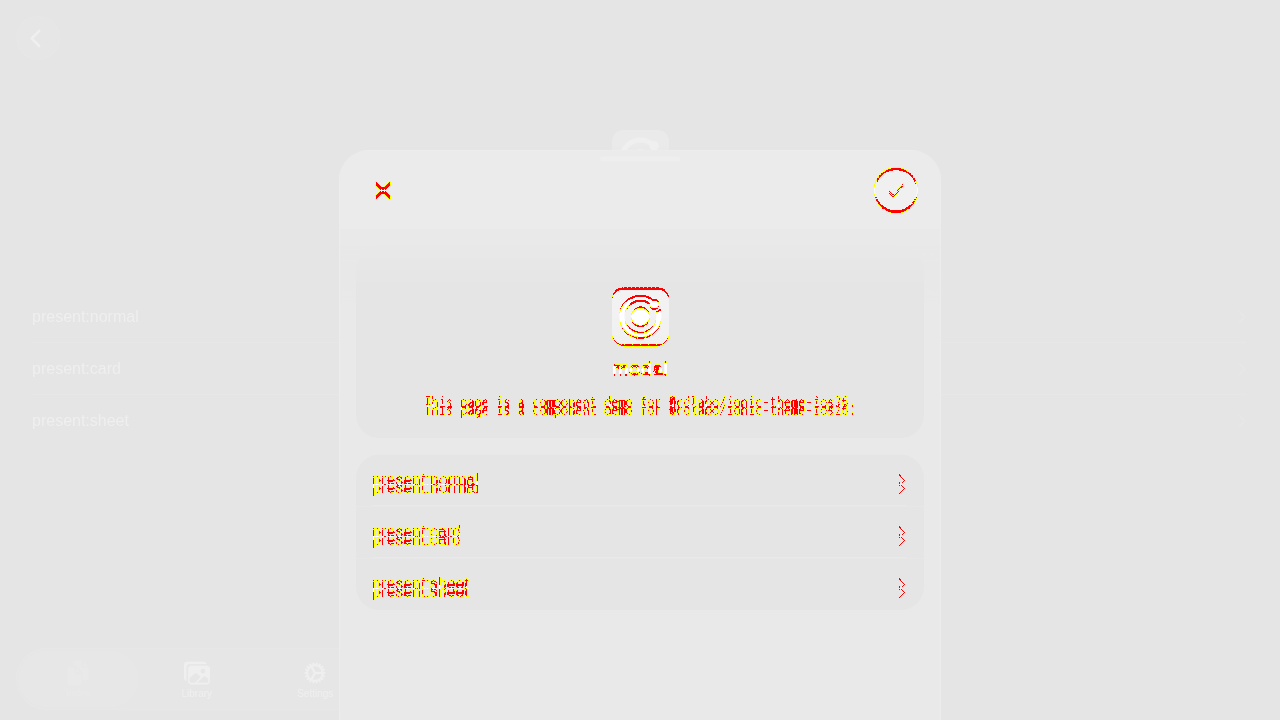 present:normal
present:card
present:sheet
modal
This page is a component demo for @rdlabo/ionic-theme-ios26.
present:normal
present:card
present:sheet
Library
Settings